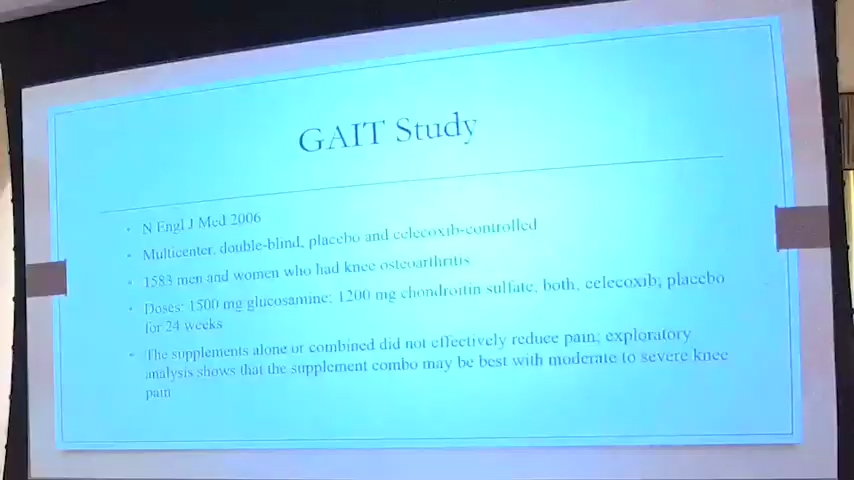 GAIT Study
• N Engl J Med 2006
• Multicenter, double-blind, placebo and celecoxib-controlled
• 1583 men and women who had knee osteoarthritis
• Doses: 1500 mg glucosamine; 1200 mg chondroitin sulfate, both, celecoxib, placebo
for 24 weeks
• The supplements alone or combined did not effectively reduce pain; exploratory
analysis shows that the supplement combo may be best with moderate to severe knee
pain